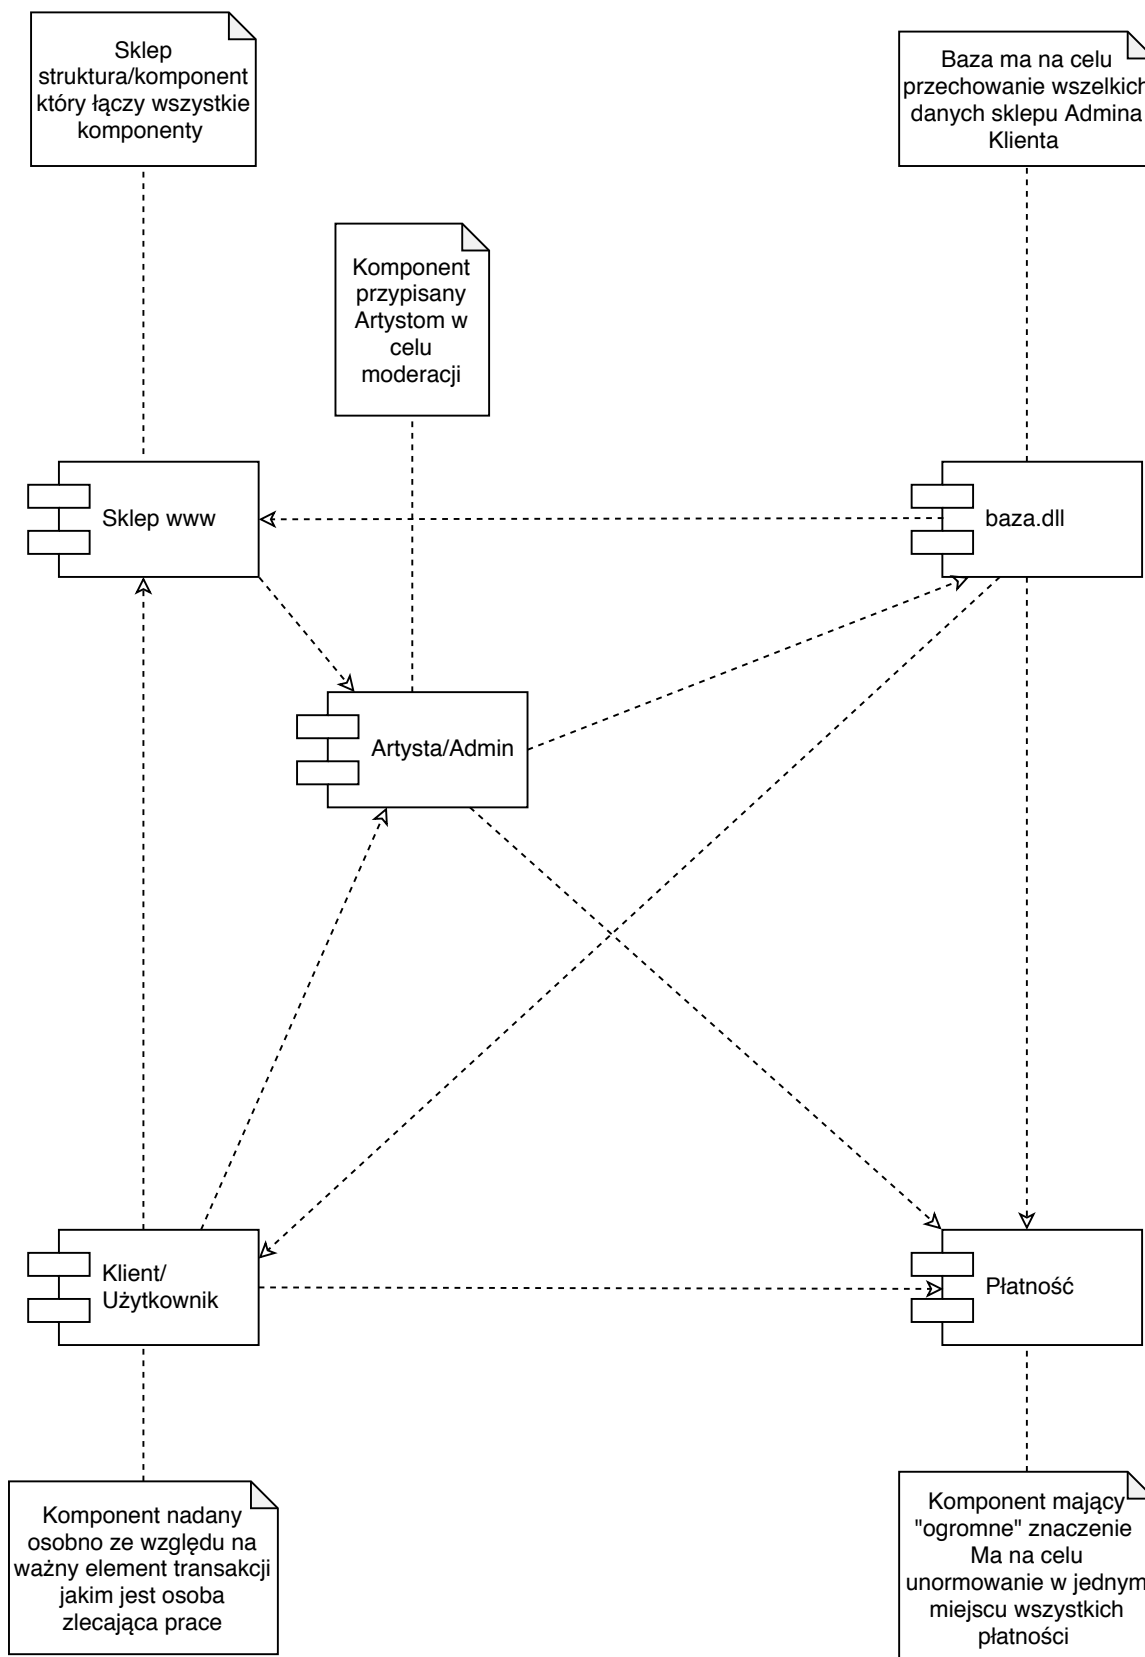 Sklep
struktura/komponent
który łączy wszystkie
komponenty
Baza ma na celu
przechowanie wszelkich
danych sklepu Admina
Klienta
Komponent
przypisany
Artystom w
celu
moderacji
Sklep www
baza.dll
Artysta/Admin
Klient/
Użytkownik
Płatność
Komponent nadany
osobno ze względu na
ważny element transakcji
jakim jest osoba
zlecająca prace
Komponent mający
"ogromne" znaczenie
Ma na celu
unormowanie w jednym
miejscu wszystkich
płatności